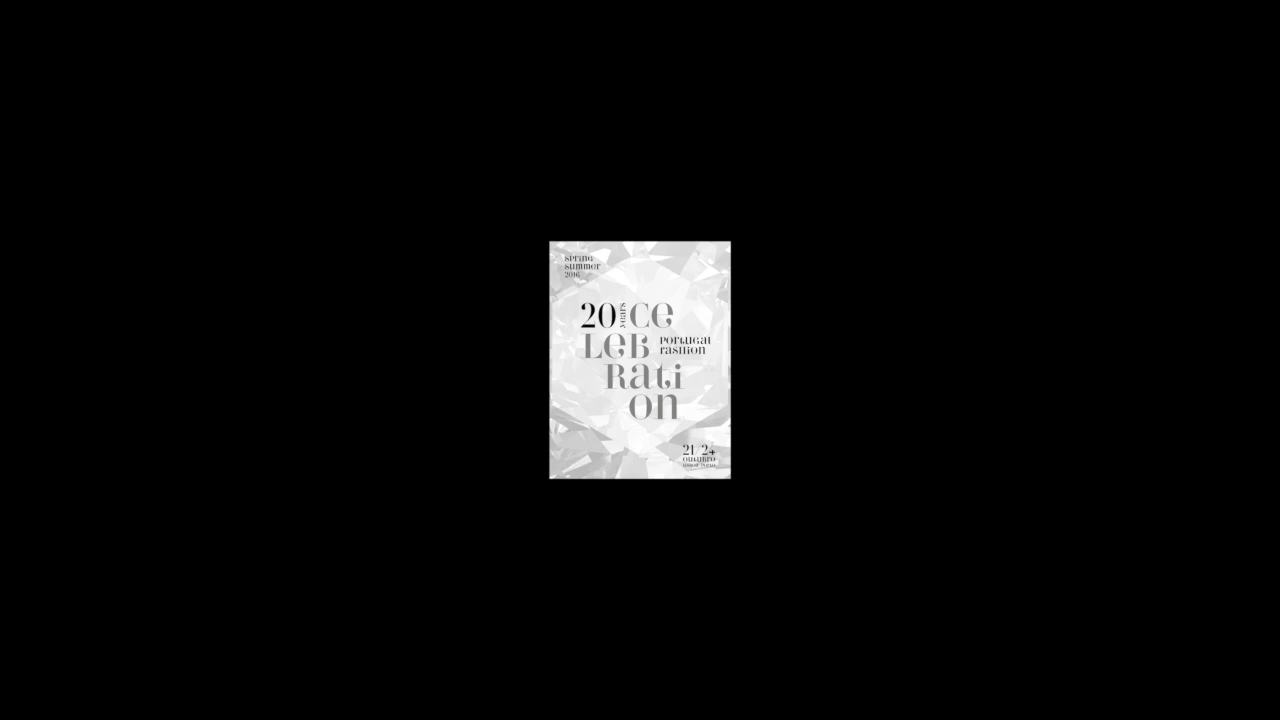 spring
summer
2016
20 years Ce
LeB
Portugal
Fashion
Rati
on
21/24
outubro